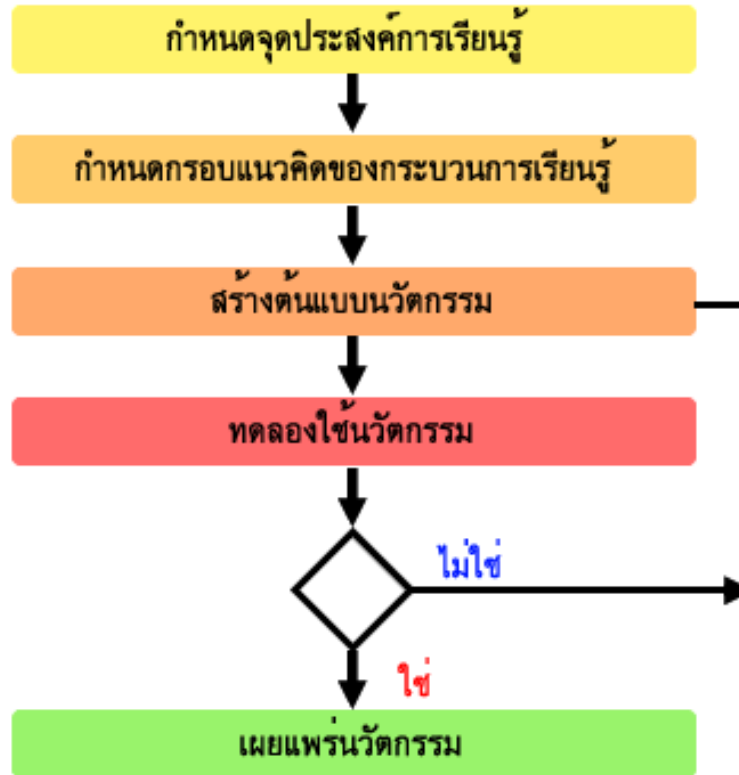 กำหนดจุดประสงค์การเรียนรู้
กำหนดกรอบแนวคิดของกระบวนการเรียนรู้
สร้างต้นแบบนวัตกรรม
ทดลองใช้นวัตกรรม
ไม่ใช่
ใช่
เผยแพร่นวัตกรรม